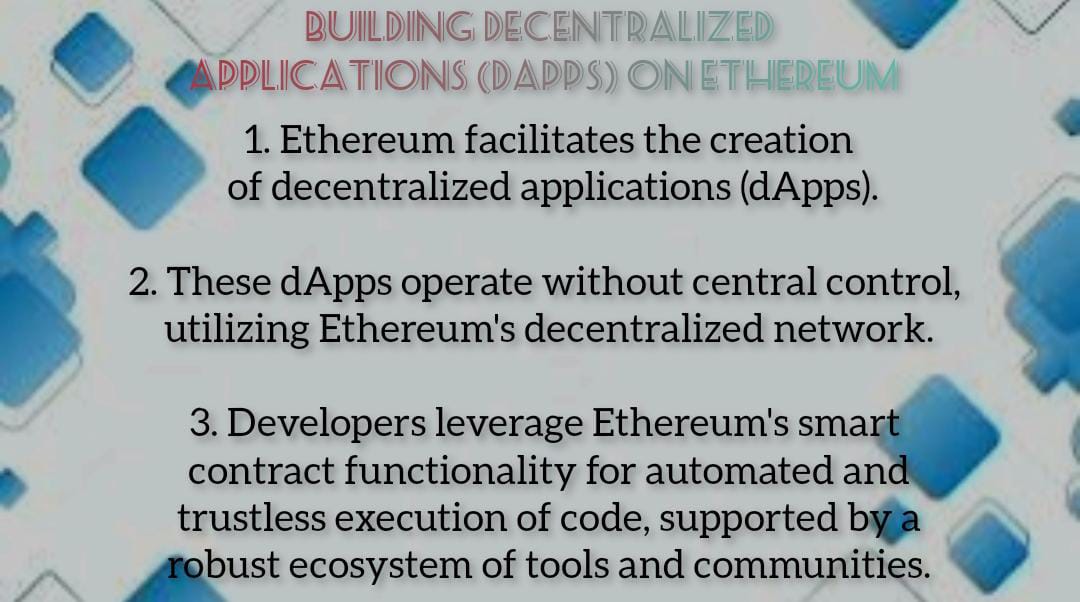 BUILDING DECENTRALIZED
APPLICATIONS (DAPPS) ON ETHEREUM
1. Ethereum facilitates the creation
of decentralized applications (dApps).
2. These dApps operate without central control,
utilizing Ethereum's decentralized network.
3. Developers leverage Ethereum's smart
contract functionality for automated and
trustless execution of code, supported by a
robust ecosystem of tools and communities.